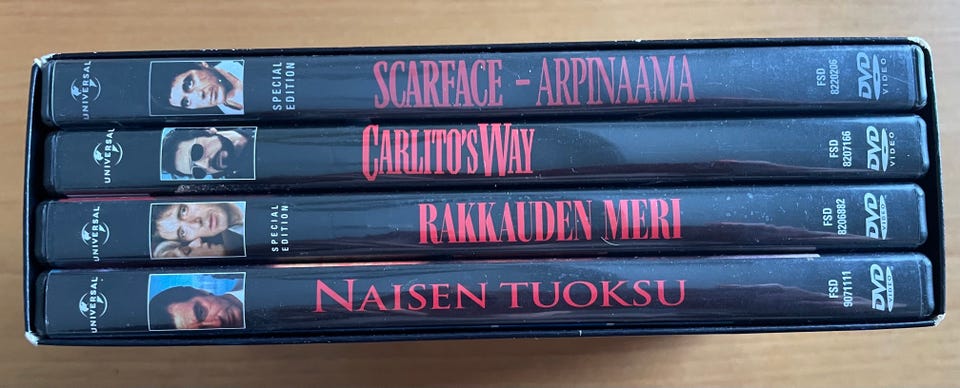 UNIVERSAL
SPECIAL
EDITION
SCARFACE - ARPINAAMA
FSD
8220206
DVD
VIDEO
UNIVERSAL
CARLITO'S WAY
FSD
8207166
DVD
VIDEO
UNIVERSAL
SPECIAL
EDITION
RAKKAUDEN MERI
FSD
8206882
DVD
VIDEO
UNIVERSAL
NAISEN TUOKSU
FSD
9071111
DVD
VIDEO